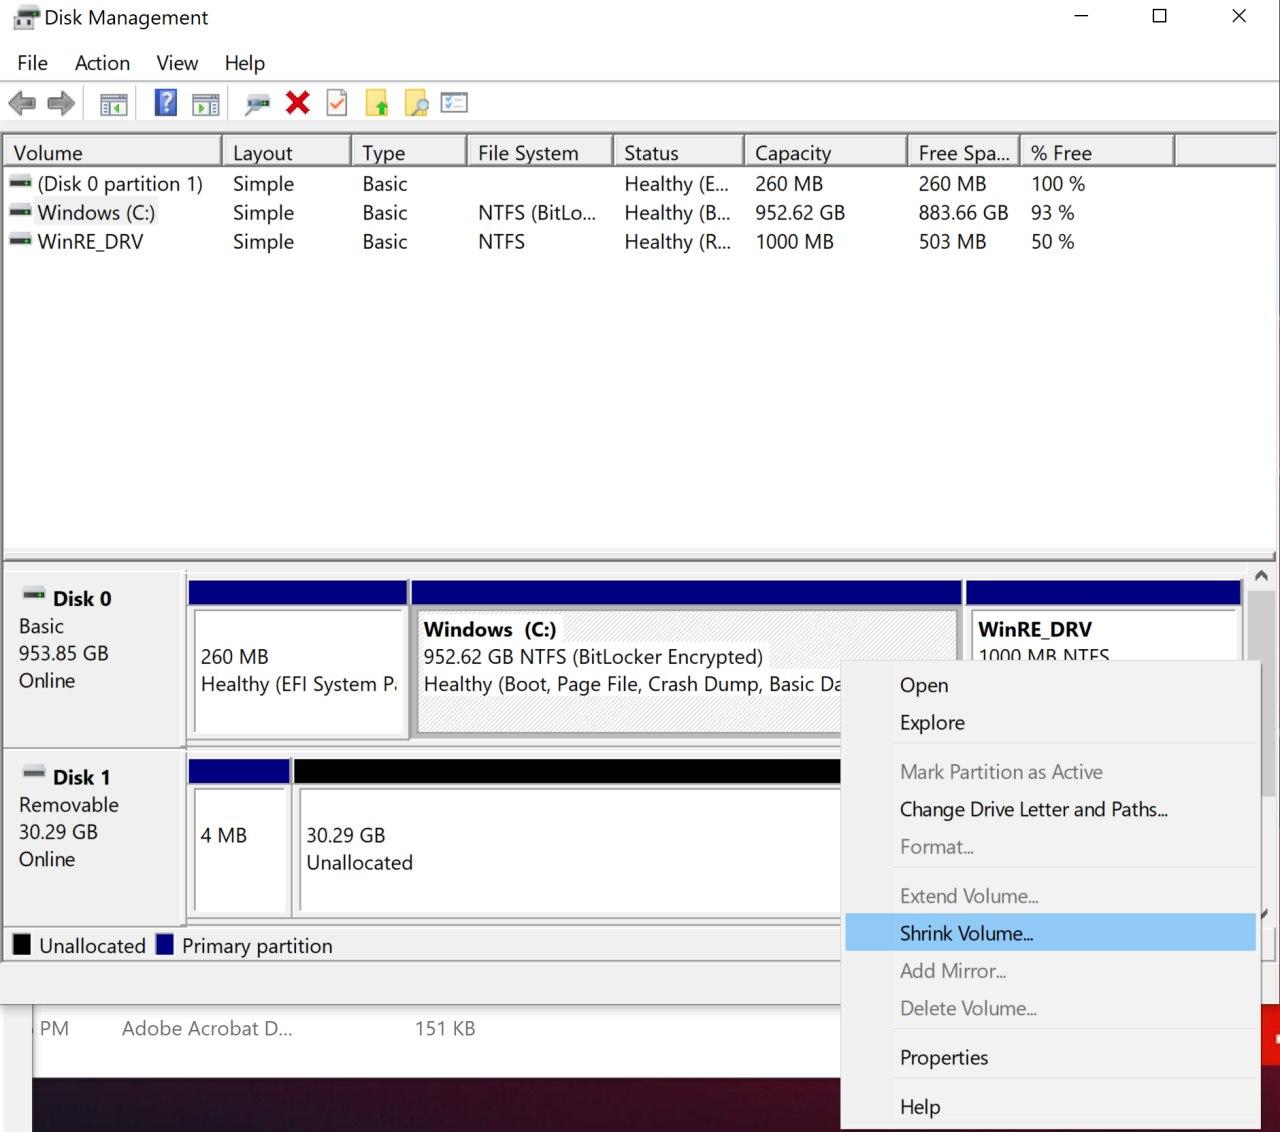 Disk Management
File Action View Help
Volume Layout Type File System Status Capacity Free Spa... % Free
(Disk 0 partition 1) Simple Basic Healthy (E... 260 MB 260 MB 100 %
Windows (C:) Simple Basic NTFS (BitLo... Healthy (B... 952.62 GB 883.66 GB 93 %
WinRE_DRV Simple Basic NTFS Healthy (R... 1000 MB 503 MB 50 %
Disk 0
Basic
953.85 GB
Online
260 MB
Healthy (EFI System
Windows (C:)
952.62 GB NTFS (BitLocker Encrypted)
Healthy (Boot, Page File, Crash Dump, Basic
WinRE_DRV
1000 MB NTFS
Disk 1
Removable
30.29 GB
Online
4 MB
30.29 GB
Unallocated
Unallocated Primary partition
Open
Explore
Mark Partition as Active
Change Drive Letter and Paths...
Format...
Extend Volume...
Shrink Volume...
Add Mirror...
Delete Volume...
Properties
Help
PM Adobe Acrobat D... 151 KB